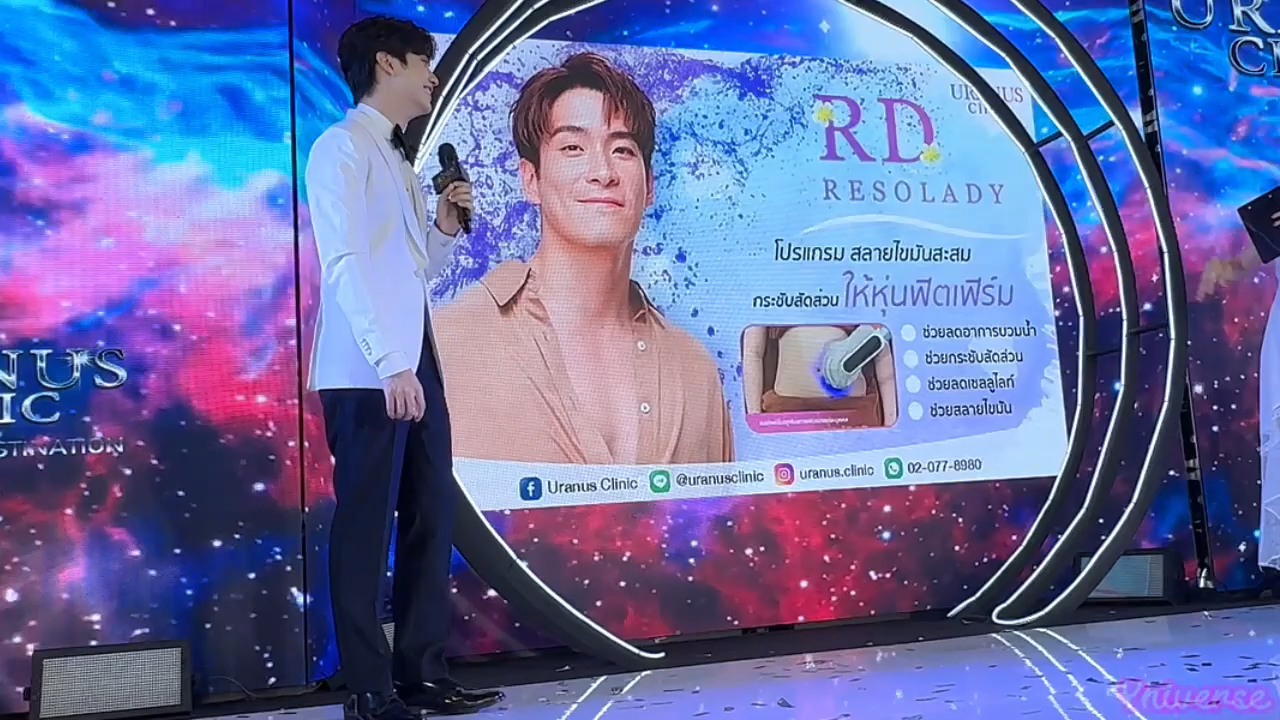 URANUS
RD
RESOLADY
โปรแกรม สลายไขมันสะสม
กระชับสัดส่วน ให้หุ่นฟิตเฟิร์ม
ช่วยลดอาการบวมน้ำ
ช่วยกระชับสัดส่วน
ช่วยลดเซลลูไลท์
ช่วยสลายไขมัน
Uranus Clinic @uranusclinic uranus.clinic 02-077-8980
NUS
IC
STINATION
UR
Yniverse